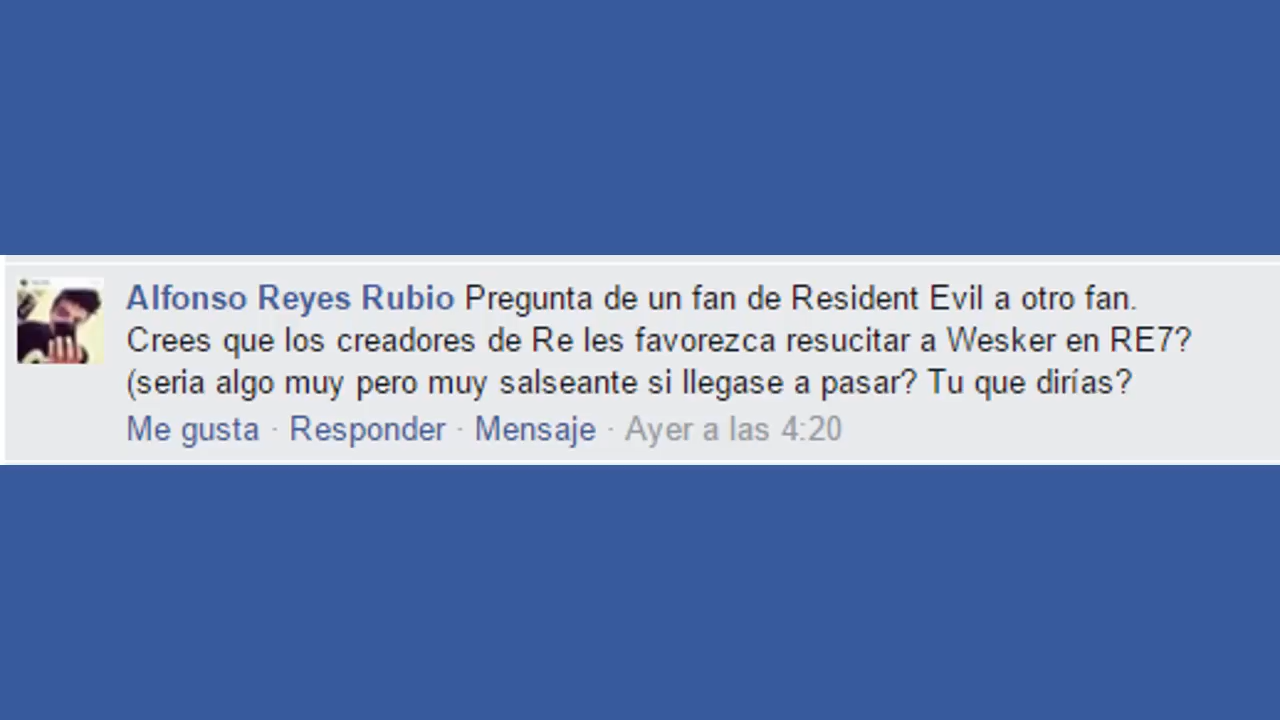 Alfonso Reyes Rubio Pregunta de un fan de Resident Evil a otro fan.
Crees que los creadores de Re les favorezca resucitar a Wesker en RE7?
(seria algo muy pero muy salseante si llegase a pasar? Tu que dirías?
Me gusta · Responder · Mensaje · Ayer a las 4:20